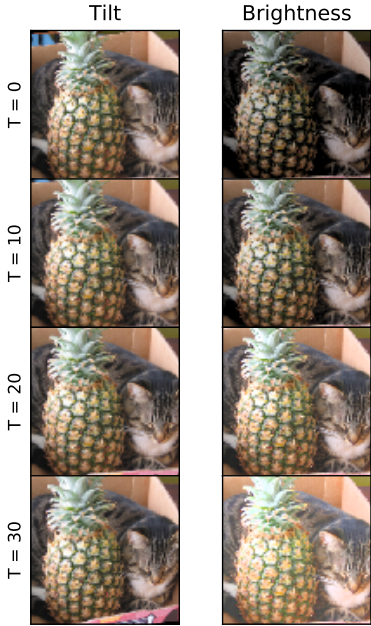 Tilt
Brightness
T = 0
T = 10
T = 20
T = 30